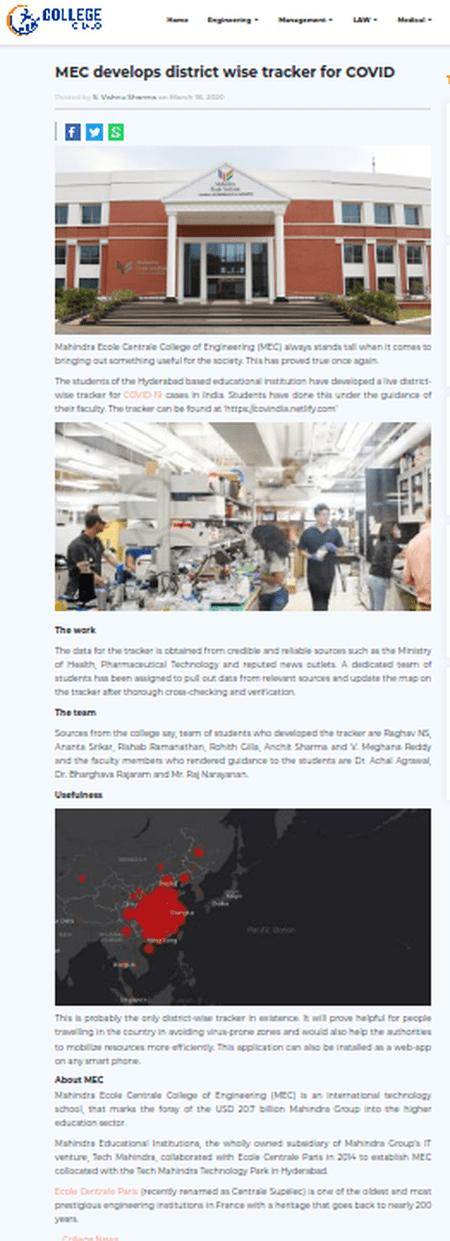 COLLEGE
Home Engineering Management LAW Medical
MEC develops district wise tracker for COVID
Posted by S. Vishnu Sharma on March 18, 2020
Mahindra Ecole Centrale College of Engineering (MEC) always stands tall when it comes to
bringing out something useful for the society. This has proved true once again.
The students of the Hyderabad based educational institution have developed a live district-
wise tracker for COVID-19 cases in India. Students have done this under the guidance of
their faculty. The tracker can be found at 'https://covindia.netlify.com'
The work
The data for the tracker is obtained from credible and reliable sources such as the Ministry
of Health, Pharmaceutical Technology and reputed news outlets. A dedicated team of
students has been assigned to pull out data from relevant sources and update the map on
the tracker after thorough cross-checking and verification.
The team
Sources from the college say, team of students who developed the tracker are Raghav NS,
Ananta Srikar, Rishab Ramanathan, Rohith Gilla, Anchit Sharma and V. Meghana Reddy
and the faculty members who rendered guidance to the students are Dr. Achal Agrawal,
Dr. Bharghava Rajaram and Mr. Raj Narayanan.
Usefulness
Shanghai
Hong Kong
Pacific Ocean
This is probably the only district-wise tracker in existence. It will prove helpful for people
travelling in the country in avoiding virus-prone zones and would also help the authorities
to mobilize resources more efficiently. This application can also be installed as a web-app
on any smart phone.
About MEC
Mahindra Ecole Centrale College of Engineering (MEC) is an international technology
school, that marks the foray of the USD 20.7 billion Mahindra Group into the higher
education sector.
Mahindra Educational Institutions, the wholly owned subsidiary of Mahindra Group's IT
venture, Tech Mahindra, collaborated with Ecole Centrale Paris in 2014 to establish MEC
collocated with the Tech Mahindra Technology Park in Hyderabad.
Ecole Centrale Paris (recently renamed as Centrale Supélec) is one of the oldest and most
prestigious engineering institutions in France with a heritage that goes back to nearly 200
years.
College News